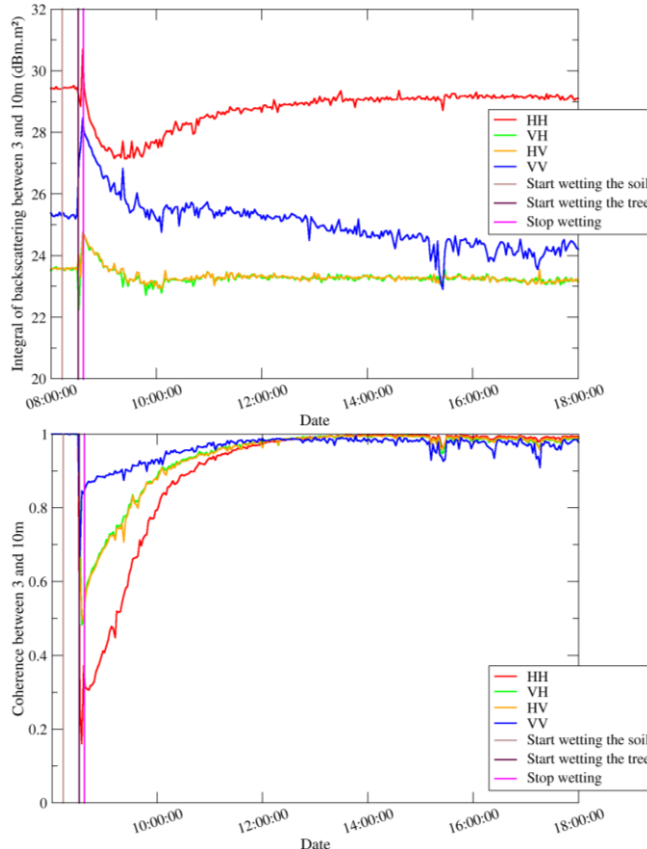 32
30
28
26
24
22
20
Integral of backscattering between 3 and 10m (dBm.m²)
HH
VH
HV
VV
Start wetting the soil
Start wetting the tree
Stop wetting
08:00:00 10:00:00 12:00:00 14:00:00 16:00:00 18:00:00
Date
1
0.8
0.6
0.4
0.2
0
Coherence between 3 and 10m
HH
VH
HV
VV
Start wetting the soil
Start wetting the tree
Stop wetting
10:00:00 12:00:00 14:00:00 16:00:00 18:00:00
Date